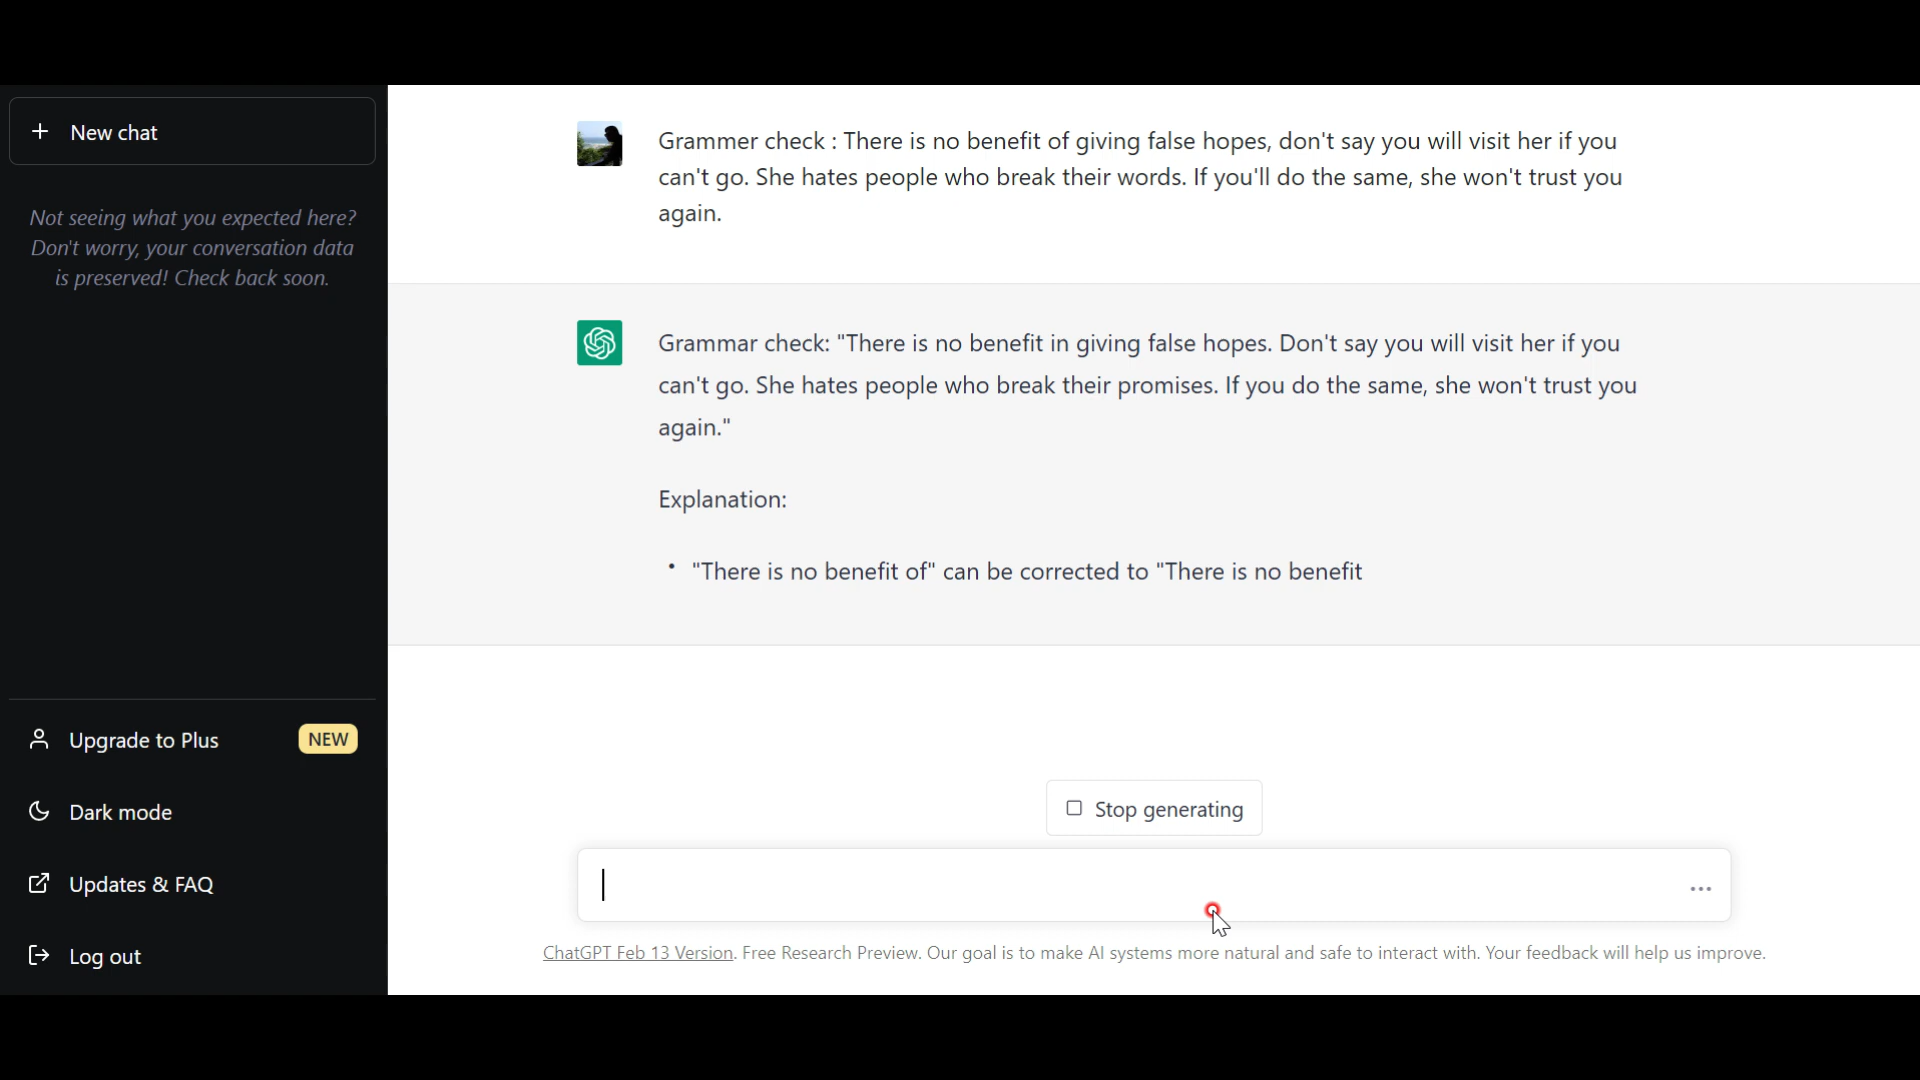 New chat
Not seeing what you expected here?
Don't worry, your conversation data
is preserved! Check back soon.
Upgrade to Plus NEW
Dark mode
Updates & FAQ
Log out
Grammer check : There is no benefit of giving false hopes, don't say you will visit her if you
can't go. She hates people who break their words. If you'll do the same, she won't trust you
again.
Grammar check: "There is no benefit in giving false hopes. Don't say you will visit her if you
can't go. She hates people who break their promises. If you do the same, she won't trust you
again."
Explanation:
• "There is no benefit of" can be corrected to "There is no benefit
Stop generating
ChatGPT Feb 13 Version. Free Research Preview. Our goal is to make AI systems more natural and safe to interact with. Your feedback will help us improve.